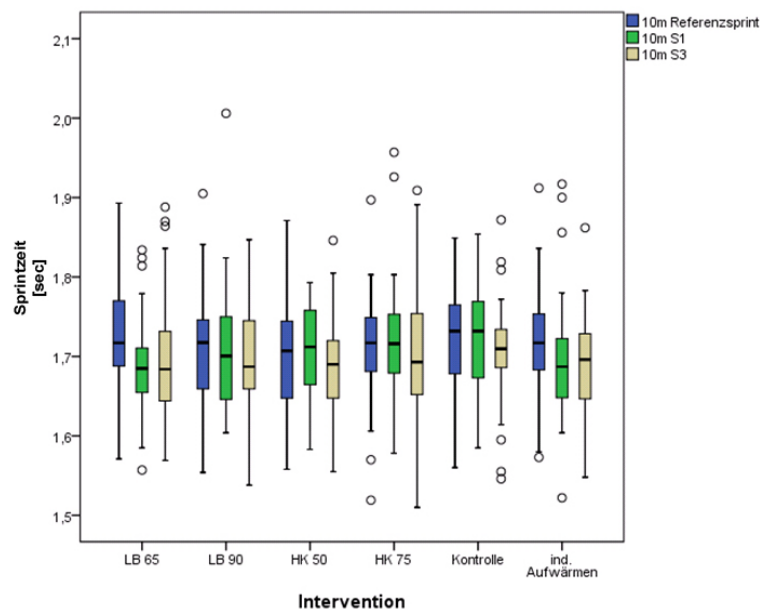 10m Referenzsprint
10m S1
10m S3
2,1
2,0
1,9
1,8
1,7
1,6
1,5
Sprintzeit
[sec]
LB 65
LB 90
HK 50
HK 75
Kontrolle
ind.
Aufwärmen
Intervention